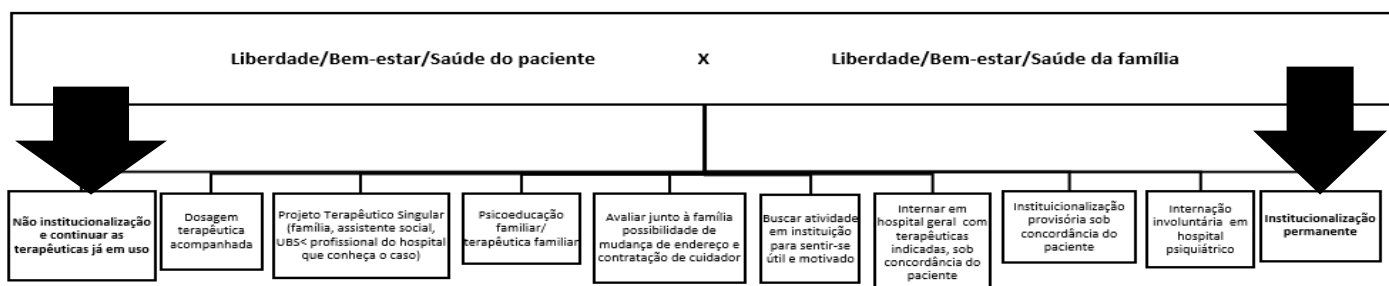 Liberdade/Bem-estar/Saúde do paciente X Liberdade/Bem-estar/Saúde da família
Não institucionalização
e continuar as
terapêuticas já em uso
Dosagem
terapêutica
acompanhada
Projeto Terapêutico Singular
(família, assistente social,
UBS< profissional do hospital
que conheça o caso)
Psicoeducação
familiar/
terapêutica familiar
Avaliar junto à família
possibilidade de
mudança de endereço e
contratação de cuidador
Buscar atividade
em instituição
para sentir-se
útil e motivado
Internar em
hospital geral com
terapêuticas
indicadas, sob
concordância do
paciente
Instituicionalização
provisória sob
concordância do
paciente
Internação
involuntária em
hospital
psiquiátrico
Institucionalização
permanente